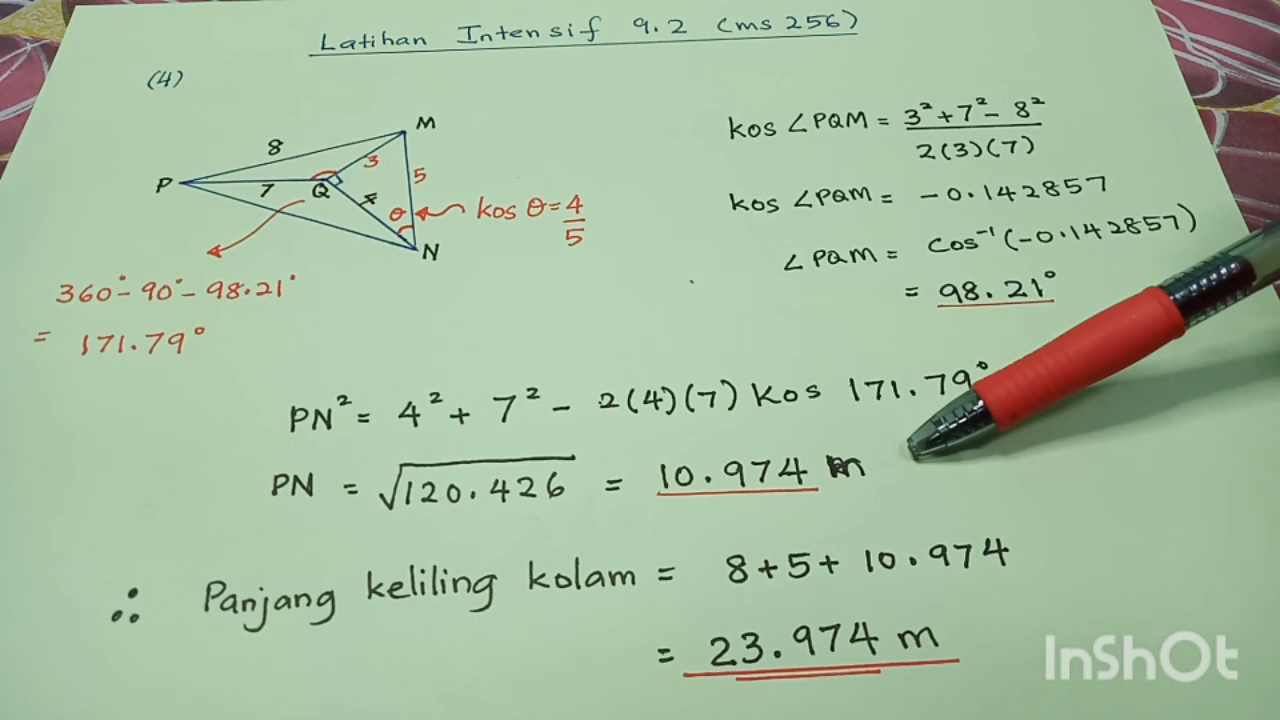 Latihan Intensif 9.2 (ms 256)
(4)
M
8
3
P
7
Q
5
θ
kos θ = 4/5
N
360° - 90° - 98.21°
= 171.79°
kos ∠PQM = 3² + 7² - 8² / 2(3)(7)
kos ∠PQM = -0.142857
∠PQM = cos⁻¹(-0.142857)
= 98.21°
PN² = 4² + 7² - 2(4)(7) kos 171.79°
PN = √120.426 = 10.974 m
∴ Panjang keliling kolam = 8 + 5 + 10.974
= 23.974 m
InShOt